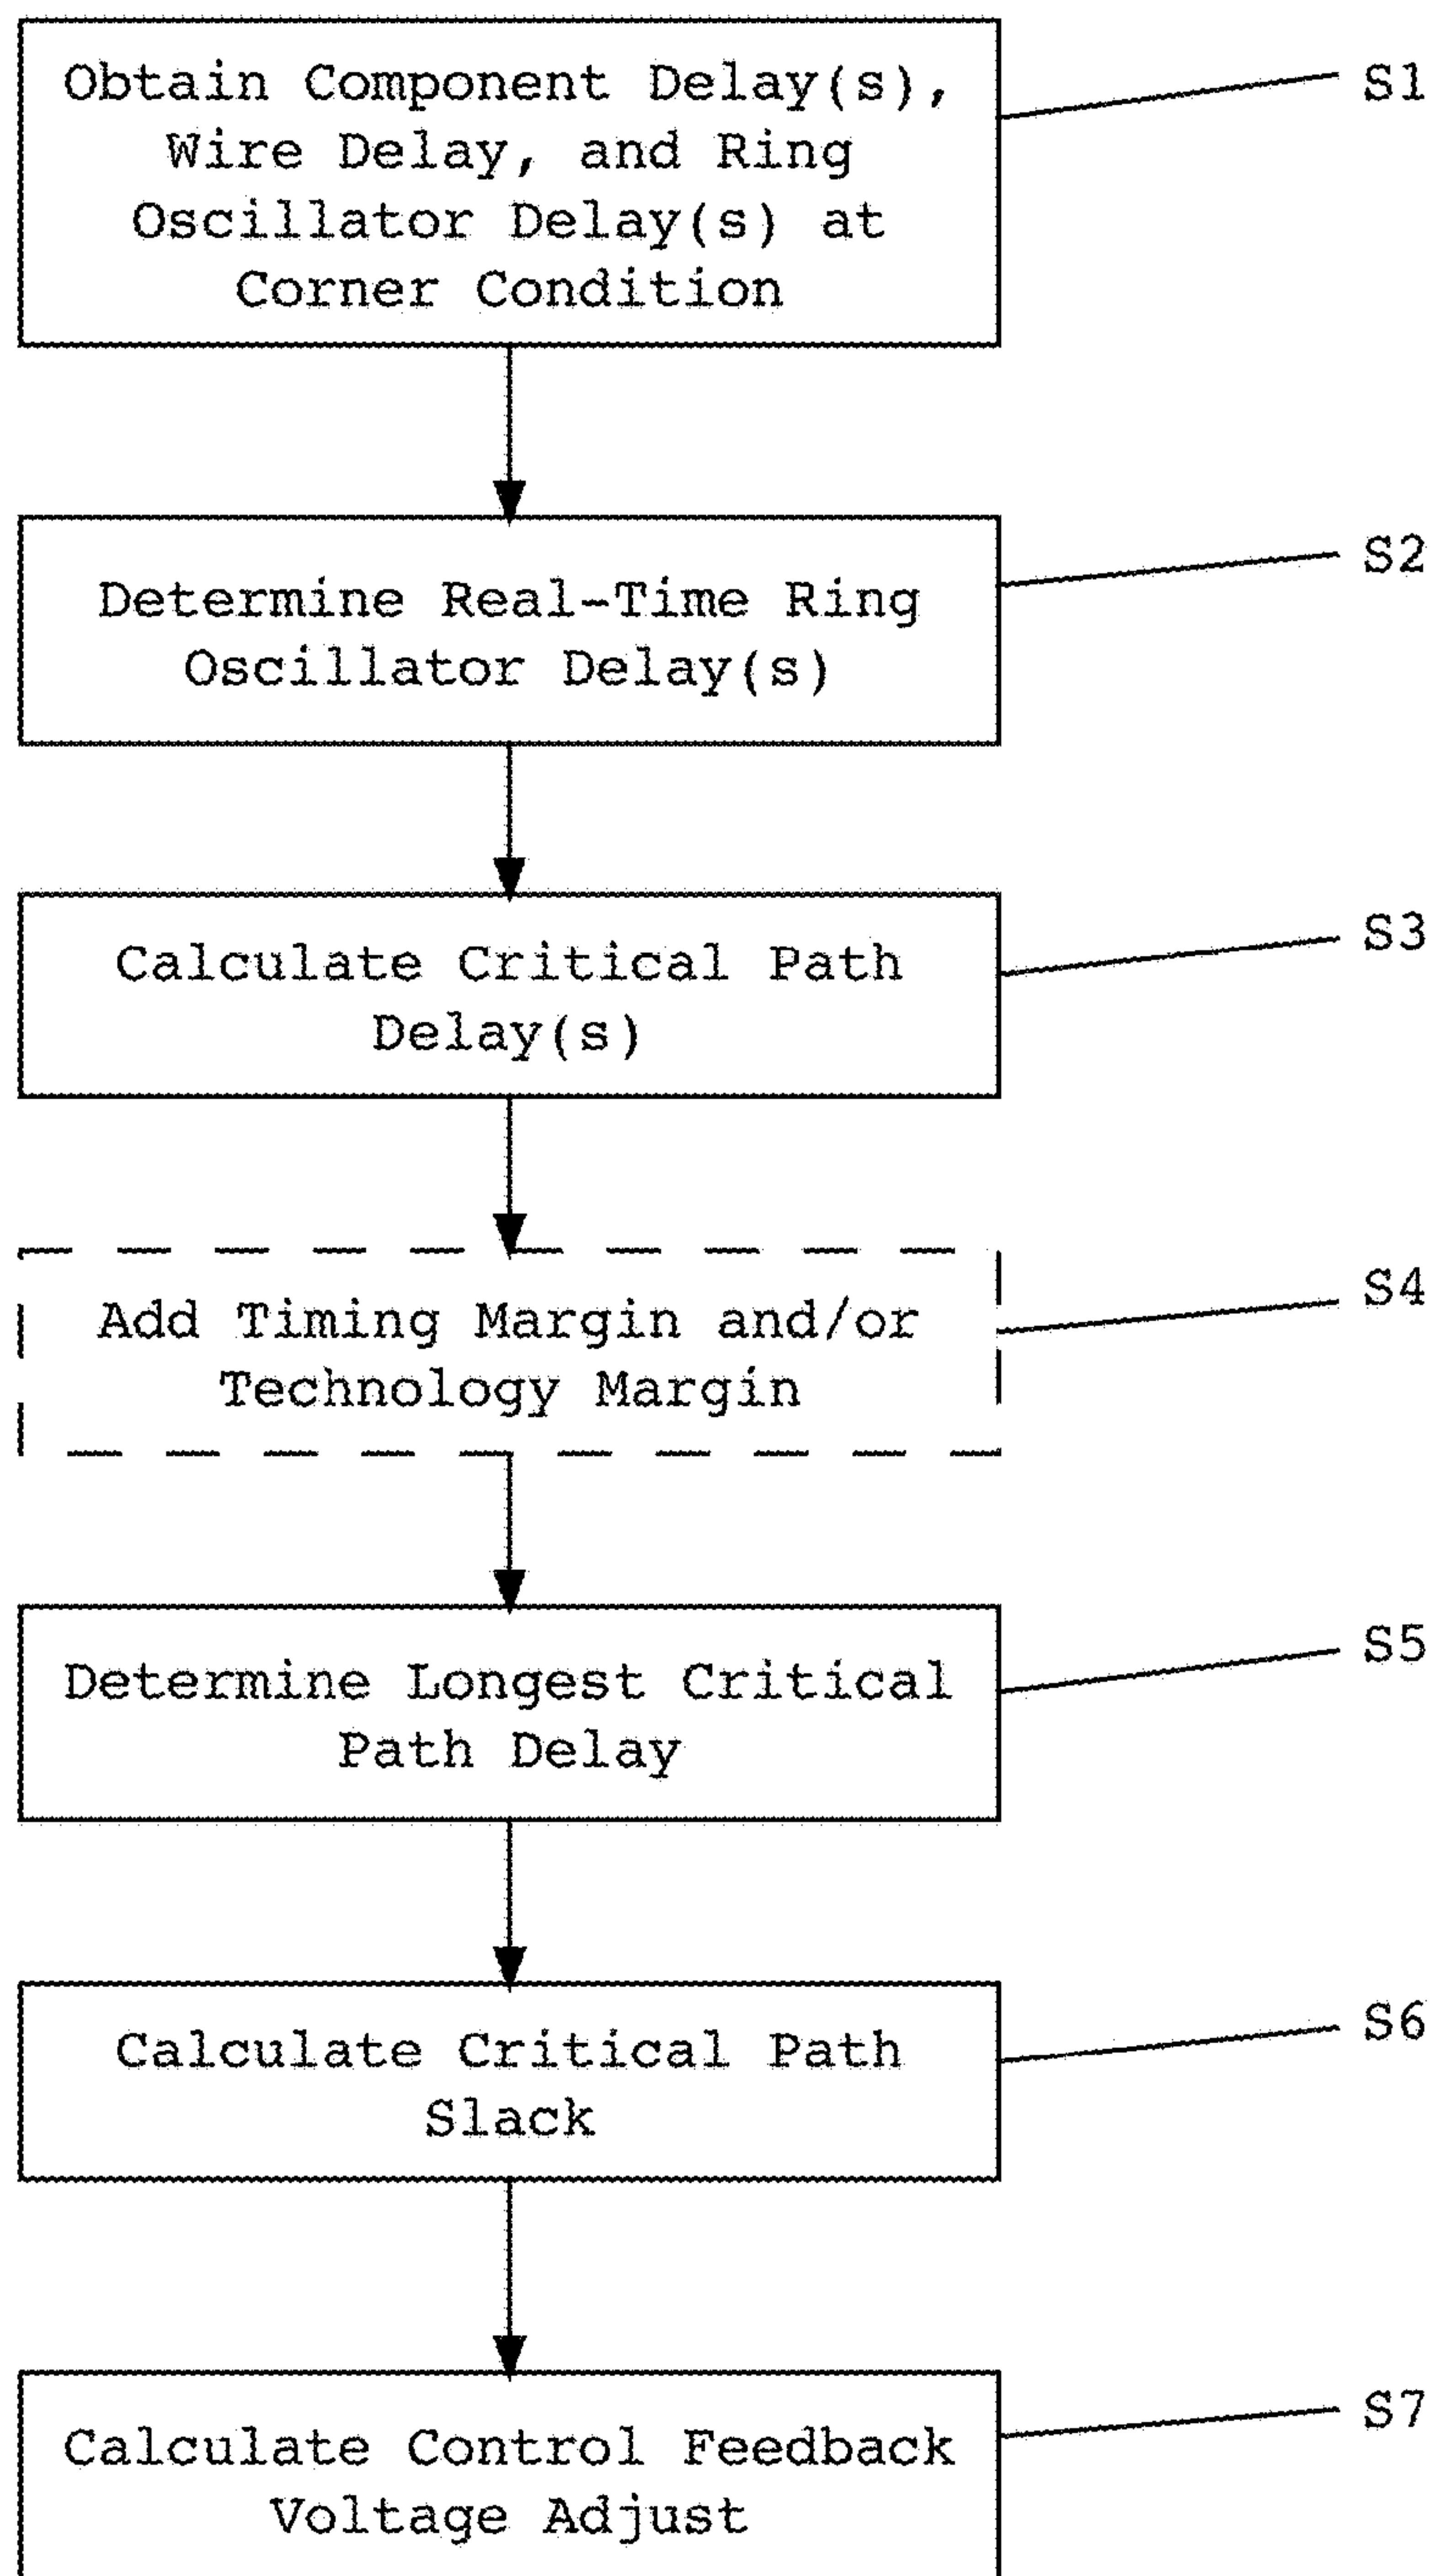 Obtain Component Delay(s),
Wire Delay, and Ring
Oscillator Delay(s) at
Corner Condition
S1
Determine Real-Time Ring
Oscillator Delay(s)
S2
Calculate Critical Path
Delay(s)
S3
Add Timing Margin and/or
Technology Margin
S4
Determine Longest Critical
Path Delay
S5
Calculate Critical Path
Slack
S6
Calculate Control Feedback
Voltage Adjust
S7